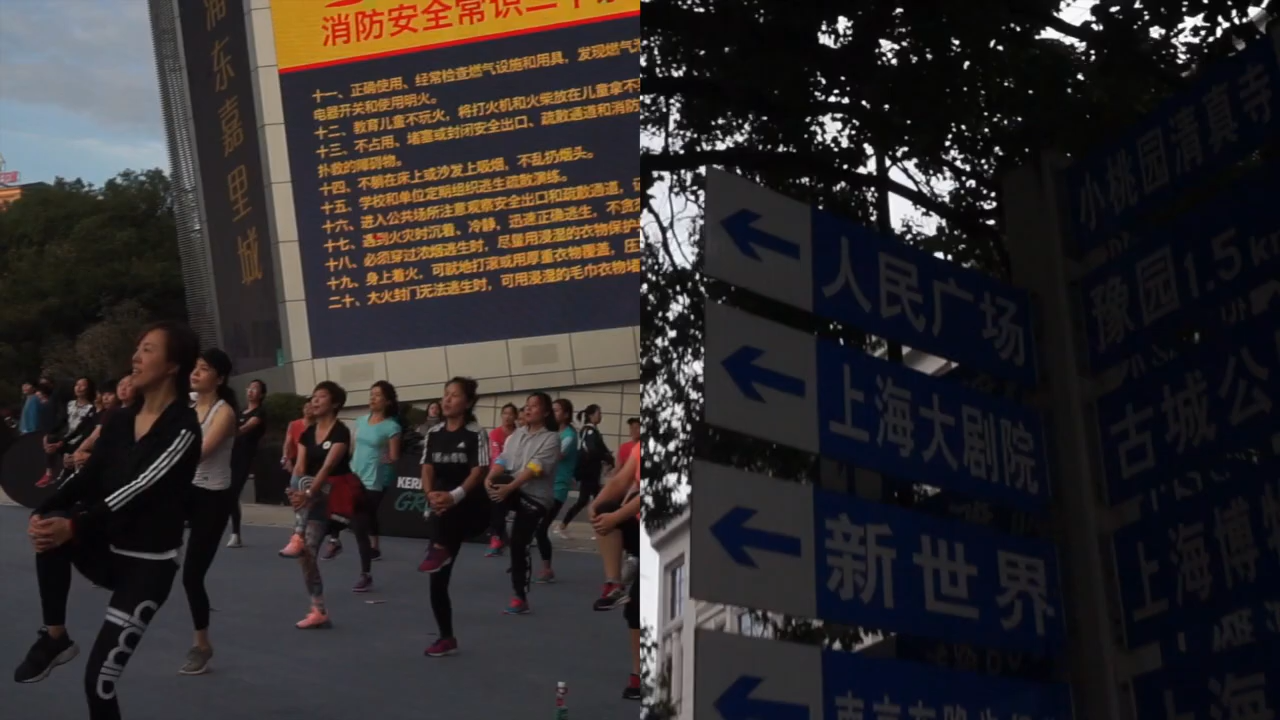 浦东嘉里城
消防安全常识二十条
十一、正确使用、经常检查燃气设施和用具，发现燃气
电器开关和使用明火。
十二、教育儿童不玩火，将打火机和火柴放在儿童拿不
十三、不占用、堵塞或封闭安全出口、疏散通道和消防
扑救的障碍物。
十四、不躺在床上或沙发上吸烟，不乱扔烟头。
十五、学校和单位定期组织逃生疏散演练。
十六、进入公共场所注意观察安全出口和疏散通道，
十七、遇到火灾时沉着、冷静，迅速正确逃生，不贪
十八、必须穿过浓烟逃生时，尽量用浸湿的衣物保护
十九、身上着火，可就地打滚或用厚重衣物覆盖，压
二十、大火封门无法逃生时，可用浸湿的毛巾衣物堵
KER
GR
人民广场
上海大剧院
新世界
小桃园清真寺
豫园1.5km
古城公
上海博物
上海